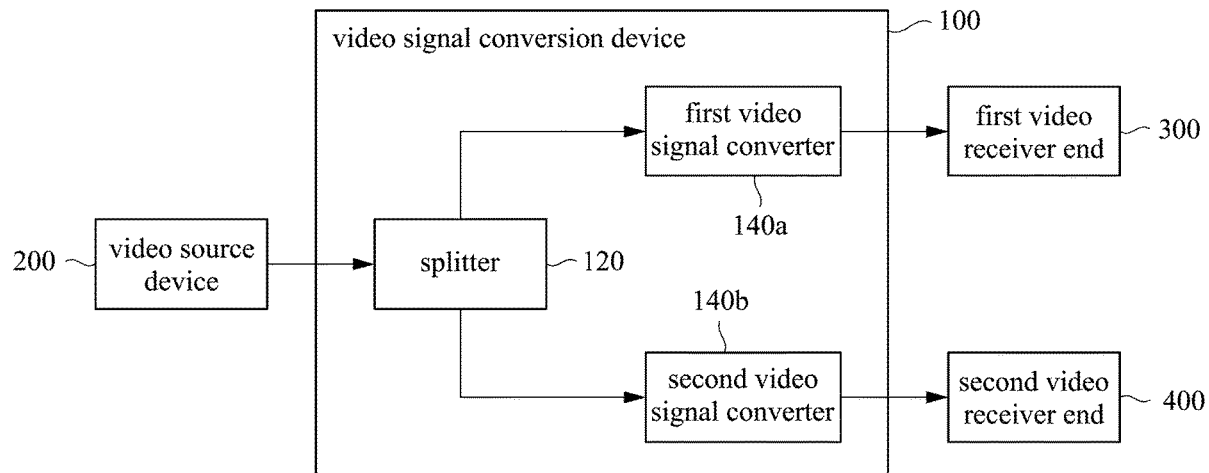 video signal conversion device
100
first video
signal converter
140a
first video
receiver end
300
200
video source
device
splitter
120
140b
second video
signal converter
second video
receiver end
400